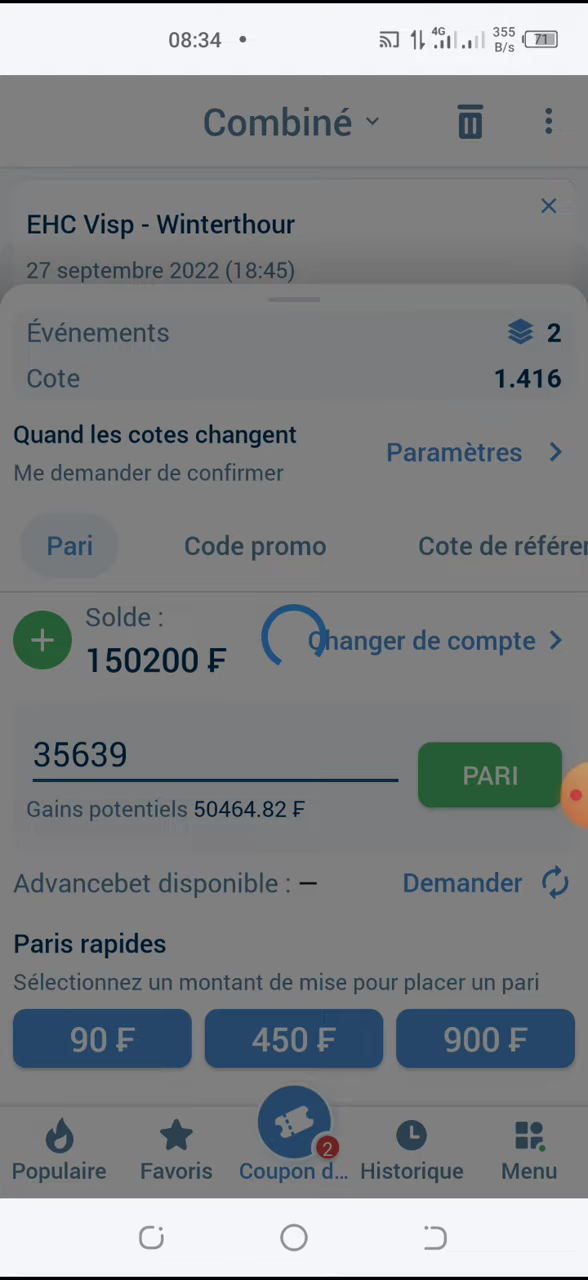 08:34
4G
355
B/s
71
Combiné
EHC Visp - Winterthour
27 septembre 2022 (18:45)
Événements 2
Cote 1.416
Quand les cotes changent
Me demander de confirmer
Paramètres
Pari Code promo Cote de référer
Solde :
150200 ₣
Changer de compte
35639
PARI
Gains potentiels 50464.82 ₣
Advancebet disponible : — Demander
Paris rapides
Sélectionnez un montant de mise pour placer un pari
90 ₣ 450 ₣ 900 ₣
2
Populaire Favoris Coupon d... Historique Menu